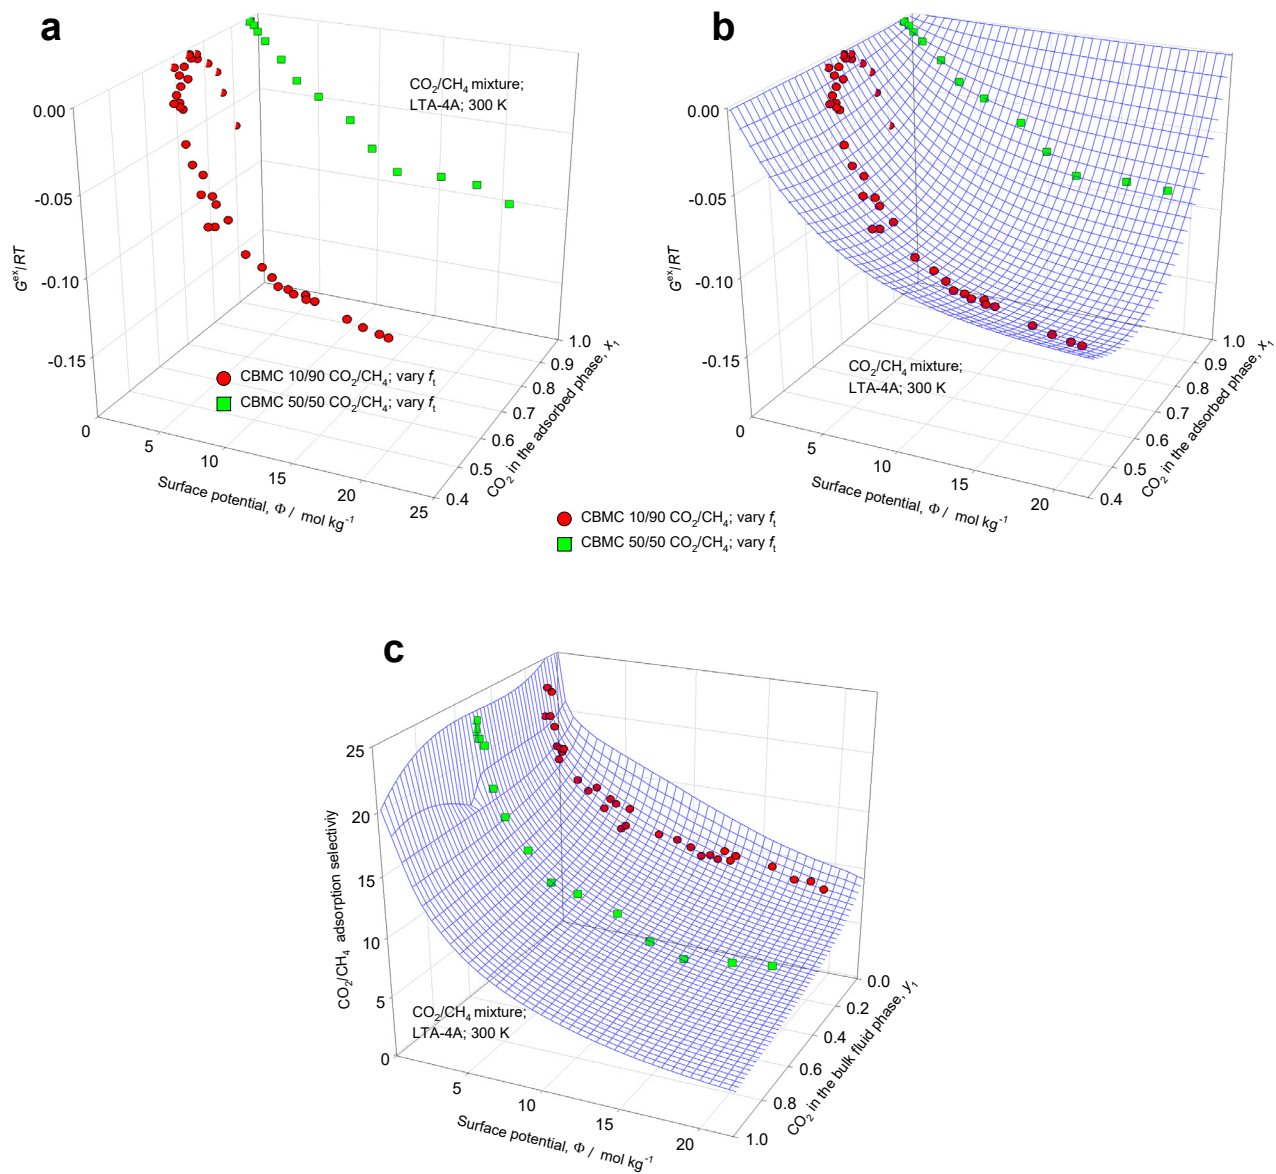 a
CO₂/CH₄ mixture;
LTA-4A; 300 K
0.00
-0.05
-0.10
-0.15
Gᵉˣ/RT
0
5
10
15
20
25
Surface potential, Φ / mol kg⁻¹
0.4
0.5
0.6
0.7
0.8
0.9
1.0
CO₂ in the adsorbed phase, x₁
CBMC 10/90 CO₂/CH₄; vary fₜ
CBMC 50/50 CO₂/CH₄; vary fₜ
b
0.00
-0.05
-0.10
-0.15
Gᵉˣ/RT
CO₂/CH₄ mixture;
LTA-4A; 300 K
0
5
10
15
20
Surface potential, Φ / mol kg⁻¹
0.4
0.5
0.6
0.7
0.8
0.9
1.0
CO₂ in the adsorbed phase, x₁
CBMC 10/90 CO₂/CH₄; vary fₜ
CBMC 50/50 CO₂/CH₄; vary fₜ
c
25
20
15
10
5
0
CO₂/CH₄ adsorption selectiviy
CO₂/CH₄ mixture;
LTA-4A; 300 K
5
10
15
20
Surface potential, Φ / mol kg⁻¹
0.0
0.2
0.4
0.6
0.8
1.0
CO₂ in the bulk fluid phase, y₁